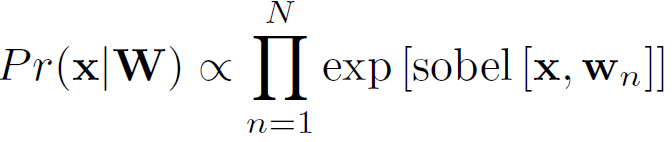 Pr(𝐱|𝐖) ∝ ∏_{n=1}^{N} exp [sobel [𝐱, 𝐰_n]]